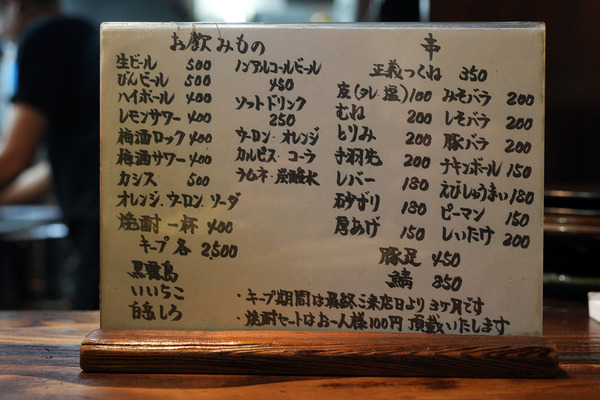 お飲みもの
生ビール 500
びんビール 500
ハイボール 400
レモンサワー 400
梅酒ロック 400
梅酒サワー 400
カシス 500
オレンジ・ウーロン・ソーダ
焼酎一杯 400
キープ 各 2,500
黒霧島
いいちこ
白金しろ
ノンアルコールビール
450
ソットドリンク
250
ウーロン・オレンジ
カルピス・コーラ
ラムネ・炭酸水
串
正義つくね 350
皮(タレ・塩) 100
むね 200
とりみ 200
手羽先 200
レバー 180
砂ずり 180
厚あげ 150
みそバラ 200
しそバラ 200
豚バラ 200
チキンボール 150
えびしゅうまい 180
ピーマン 150
しいたけ 200
豚足 450
鯖 850
・キープ期間は最終ご来店日より3ヶ月です
・焼酎セットはお一人様100円頂戴いたします